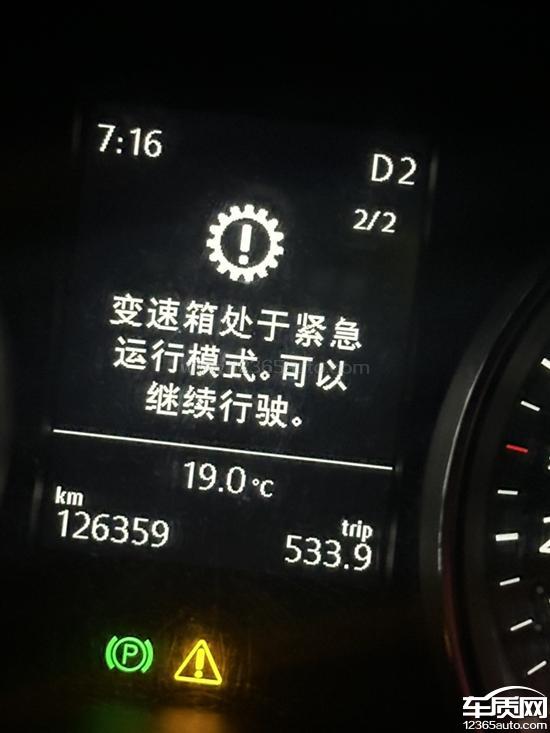 7:16
D2
2/2
变速箱处于紧急
运行模式。可以
继续行驶。
19.0°C
km
trip
126359
533.9
P
车质网
12365auto.com